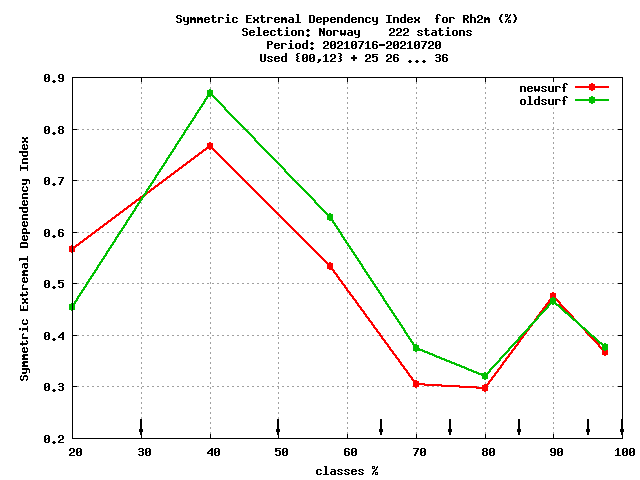 Symmetric Extremal Dependency Index  for Rh2m (%)
Selection: Norway    222 stations
Period: 20210716-20210720
Used {00,12} + 25 26 ... 36
newsurf
oldsurf
Symmetric Extremal Dependency Index
0.9
0.8
0.7
0.6
0.5
0.4
0.3
0.2
20 30 40 50 60 70 80 90 100
classes %